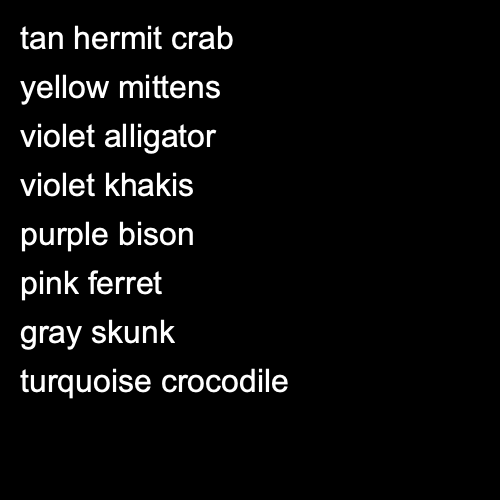 tan hermit crab
yellow mittens
violet alligator
violet khakis
purple bison
pink ferret
gray skunk
turquoise crocodile